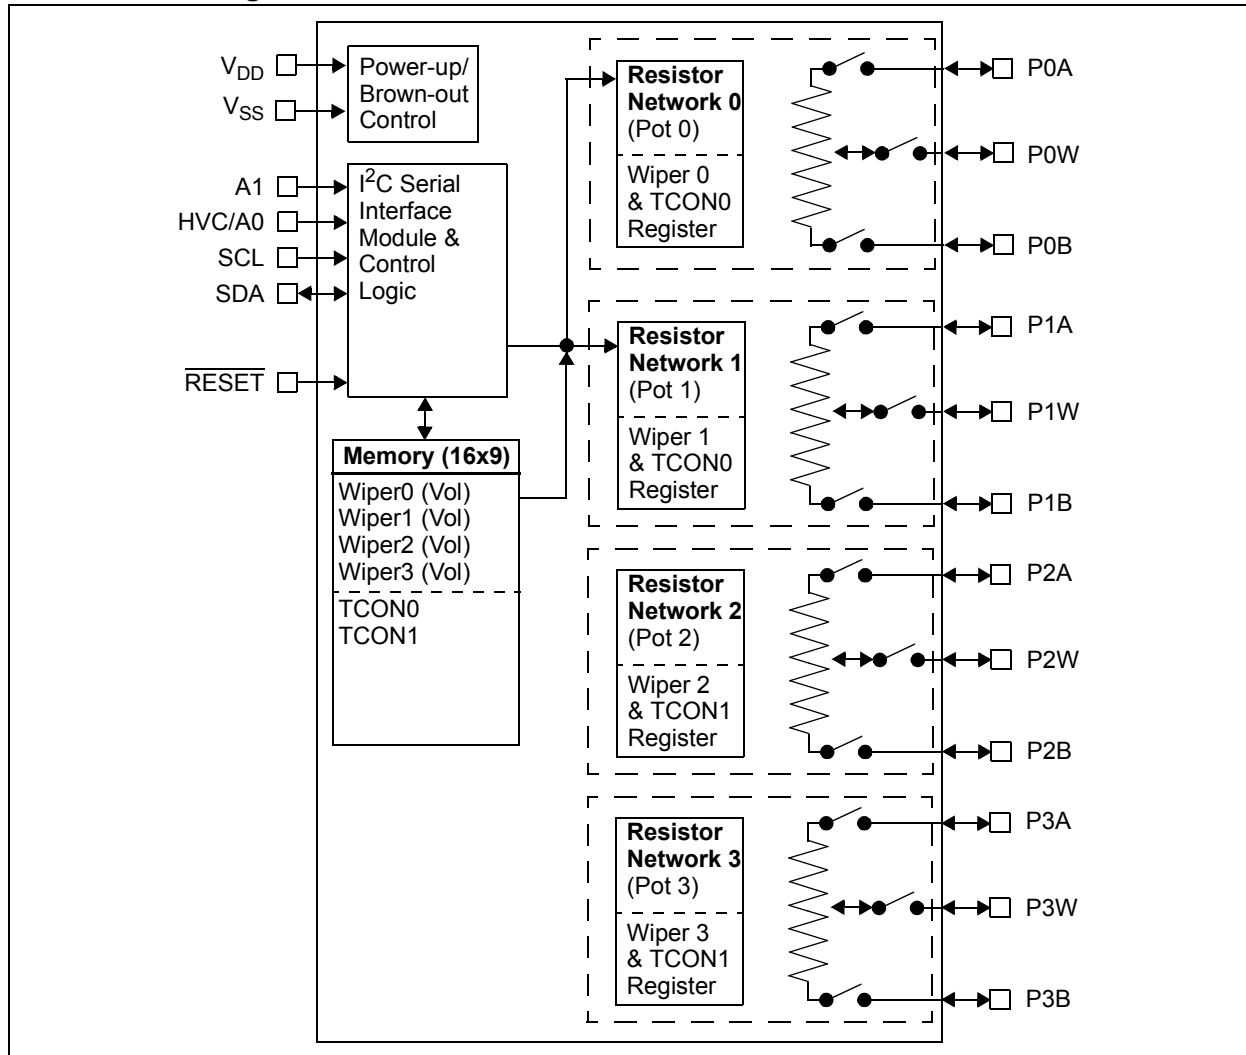 V_DD
V_SS
Power-up/
Brown-out
Control
A1
HVC/A0
SCL
SDA
RESET
I²C Serial
Interface
Module &
Control
Logic
Memory (16x9)
Wiper0 (Vol)
Wiper1 (Vol)
Wiper2 (Vol)
Wiper3 (Vol)
TCON0
TCON1
Resistor
Network 0
(Pot 0)
Wiper 0
& TCON0
Register
P0A
P0W
P0B
Resistor
Network 1
(Pot 1)
Wiper 1
& TCON0
Register
P1A
P1W
P1B
Resistor
Network 2
(Pot 2)
Wiper 2
& TCON1
Register
P2A
P2W
P2B
Resistor
Network 3
(Pot 3)
Wiper 3
& TCON1
Register
P3A
P3W
P3B